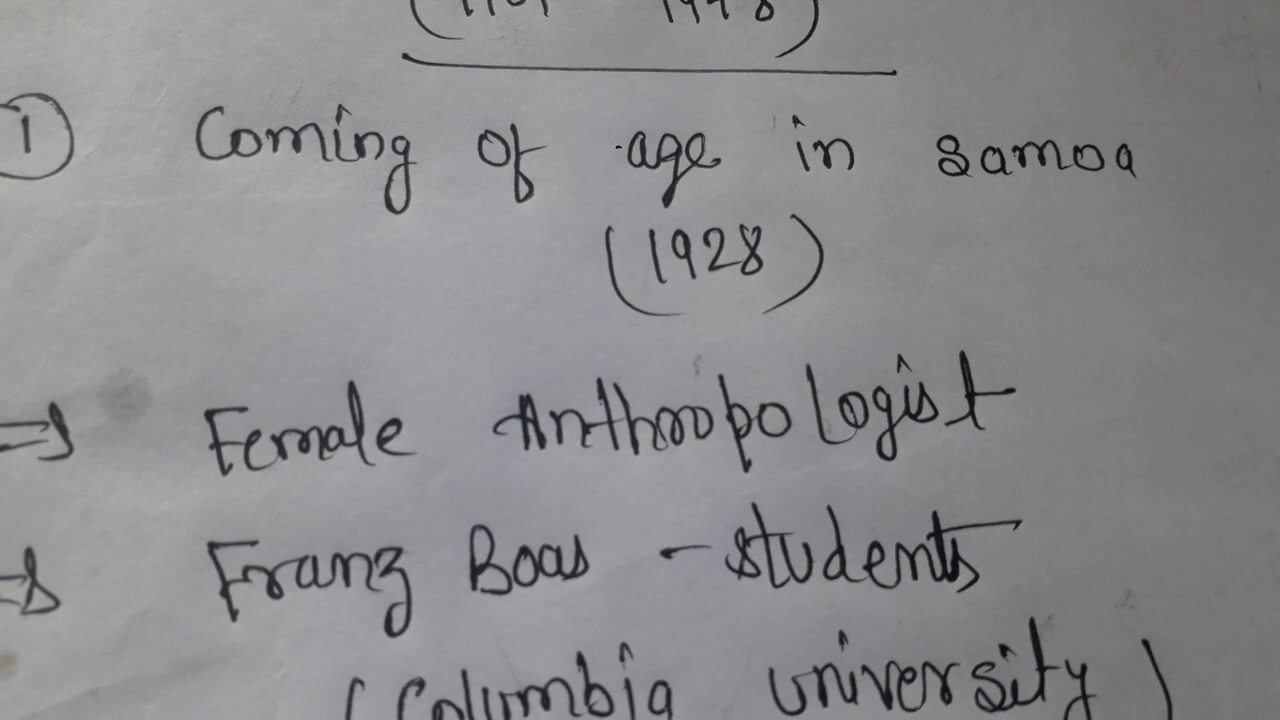 ① Coming of age in Samoa
(1928)
⇒ Female Anthropologist
⇒ Franz Boas - students
(Columbia university)